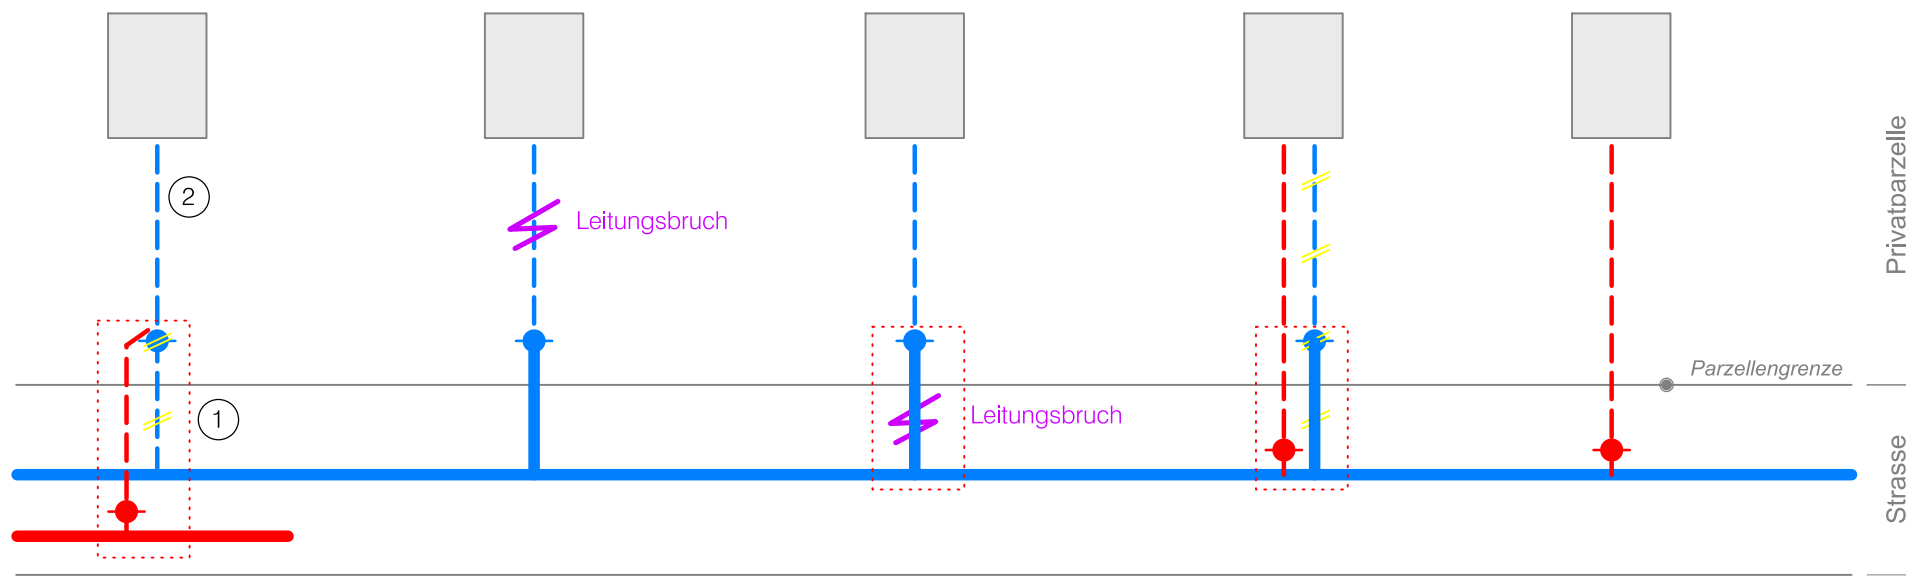 2
Leitungsbruch
Privatparzelle
Parzellengrenze
1
Leitungsbruch
Strasse